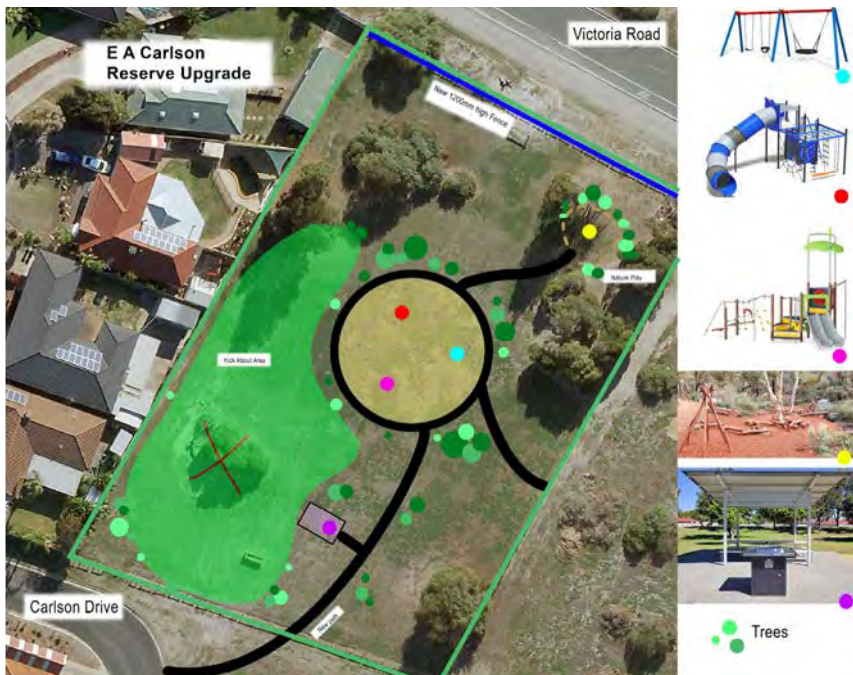 E A Carlson
Reserve Upgrade
Victoria Road
New 1200mm high Fence
Nature Play
Kick About Area
Carlson Drive
New path
Trees